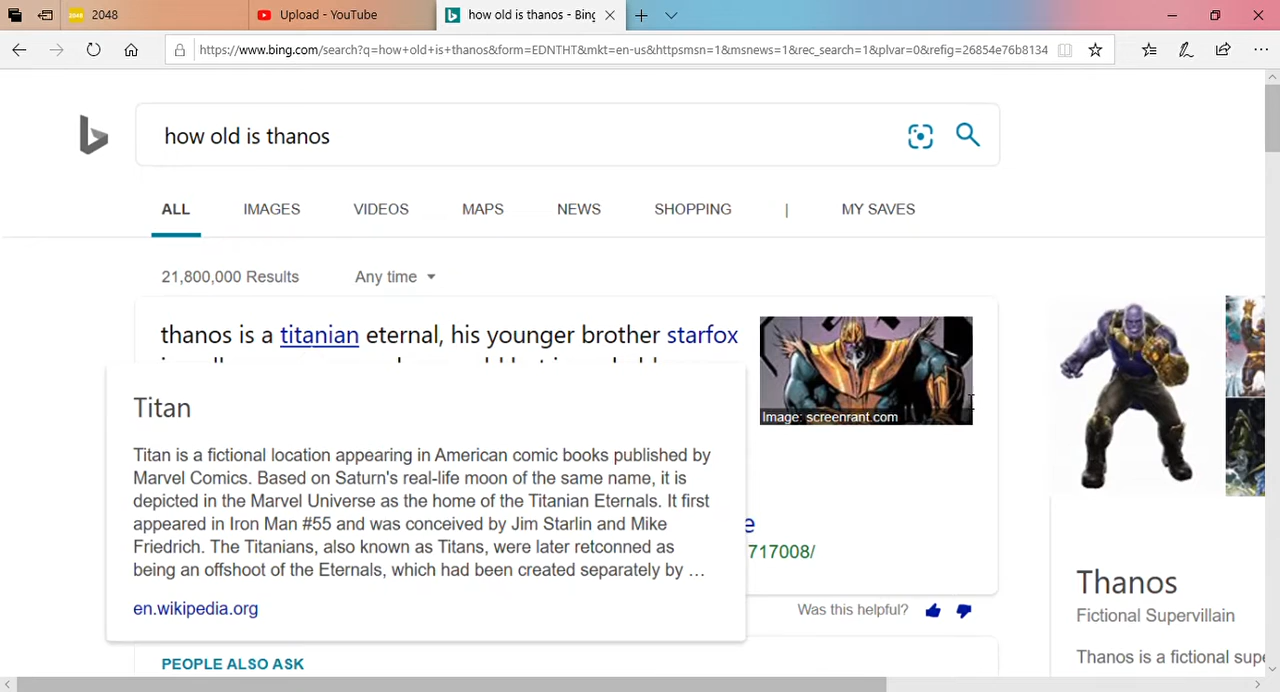 2048 2048
Upload - YouTube
how old is thanos - Bing
https://www.bing.com/search?q=how+old+is+thanos&form=EDNTHT&mkt=en-us&httpsmsn=1&msnews=1&rec_search=1&plvar=0&refig=26854e76b8134
how old is thanos
ALL IMAGES VIDEOS MAPS NEWS SHOPPING | MY SAVES
21,800,000 Results Any time
thanos is a titanian eternal, his younger brother starfox
Image: screenrant.com
Titan
Titan is a fictional location appearing in American comic books published by
Marvel Comics. Based on Saturn's real-life moon of the same name, it is
depicted in the Marvel Universe as the home of the Titanian Eternals. It first
appeared in Iron Man #55 and was conceived by Jim Starlin and Mike
Friedrich. The Titanians, also known as Titans, were later retconned as
being an offshoot of the Eternals, which had been created separately by ...
en.wikipedia.org
e
717008/
Was this helpful?
PEOPLE ALSO ASK
Thanos
Fictional Supervillain
Thanos is a fictional supe